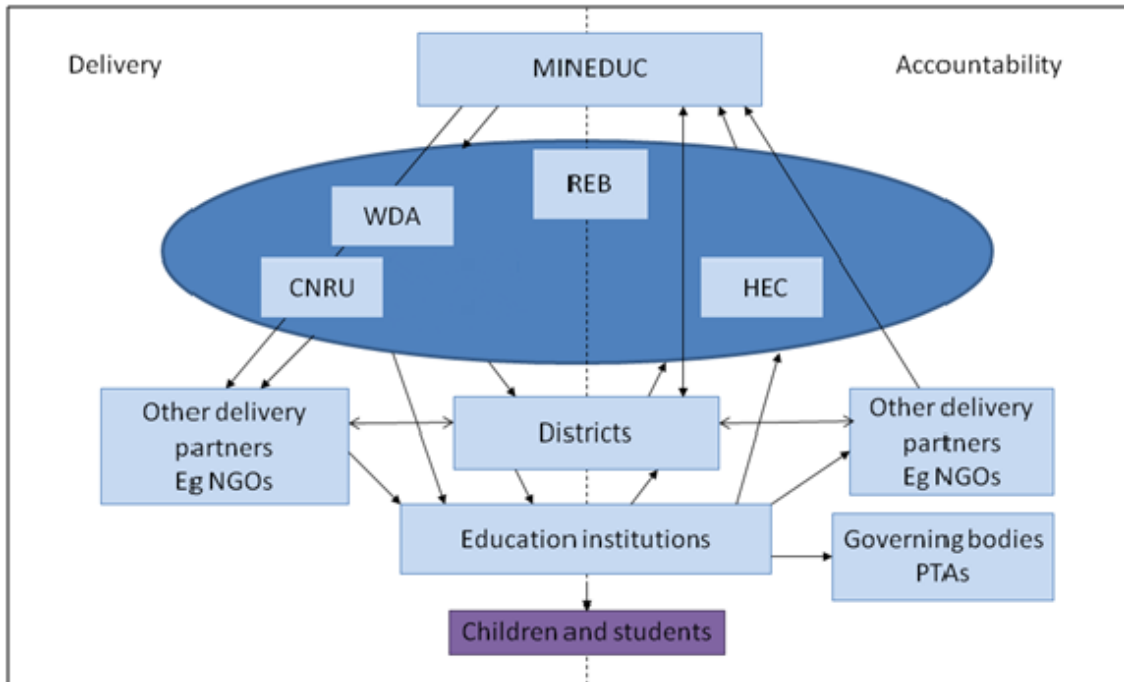 Delivery
MINEDUC
Accountability
REB
WDA
CNRU
HEC
Other delivery
partners
Eg NGOs
Districts
Other delivery
partners
Eg NGOs
Education institutions
Governing bodies
PTAs
Children and students